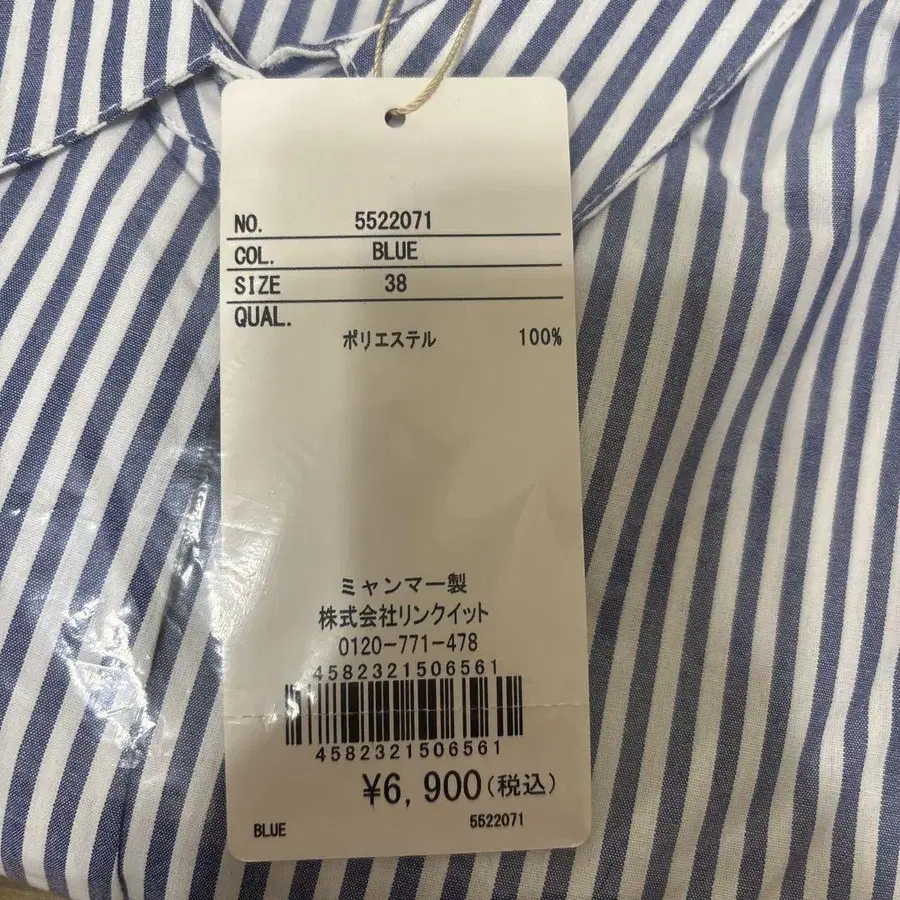 NO. 5522071
COL. BLUE
SIZE 38
QUAL.
ポリエステル 100%
ミャンマー製
株式会社リンクイット
0120-771-478
4582321506561
4582321506561
¥6,900(税込)
BLUE 5522071